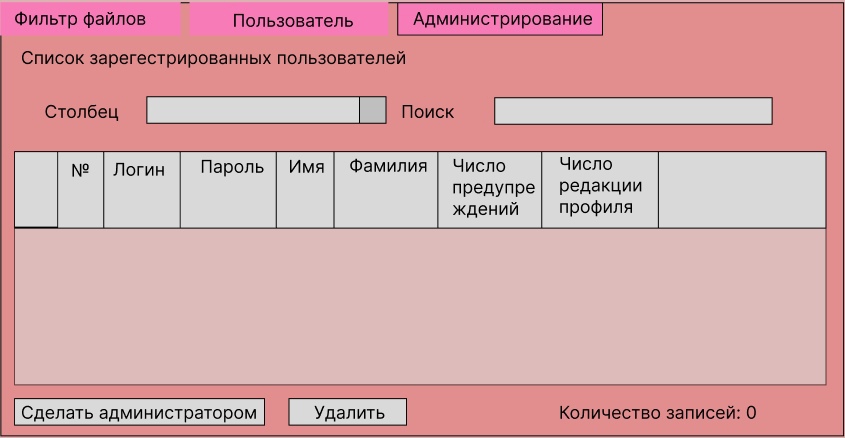 Фильтр файлов Пользователь Администрирование
Список зарегестрированных пользователей
Столбец Поиск
№ Логин Пароль Имя Фамилия
Число
предупре
ждений
Число
редакции
профиля
Сделать администратором Удалить Количество записей: 0